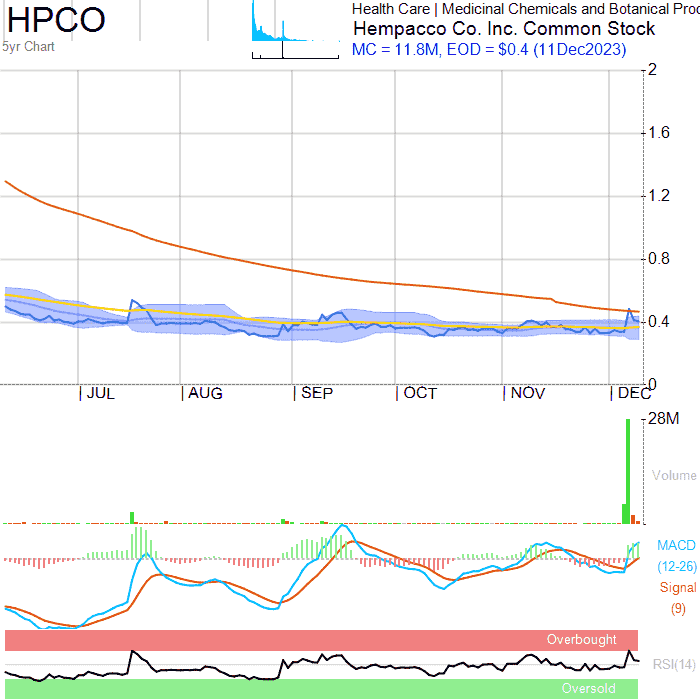 HPCO
5yr Chart
Health Care | Medicinal Chemicals and Botanical Proc
Hempacco Co. Inc. Common Stock
MC = 11.8M, EOD = $0.4 (11Dec2023)
2
1.6
1.2
0.8
0.4
0
JUL AUG SEP OCT NOV DEC
28M
Volume
MACD
(12-26)
Signal
(9)
Overbought
RSI(14)
Oversold